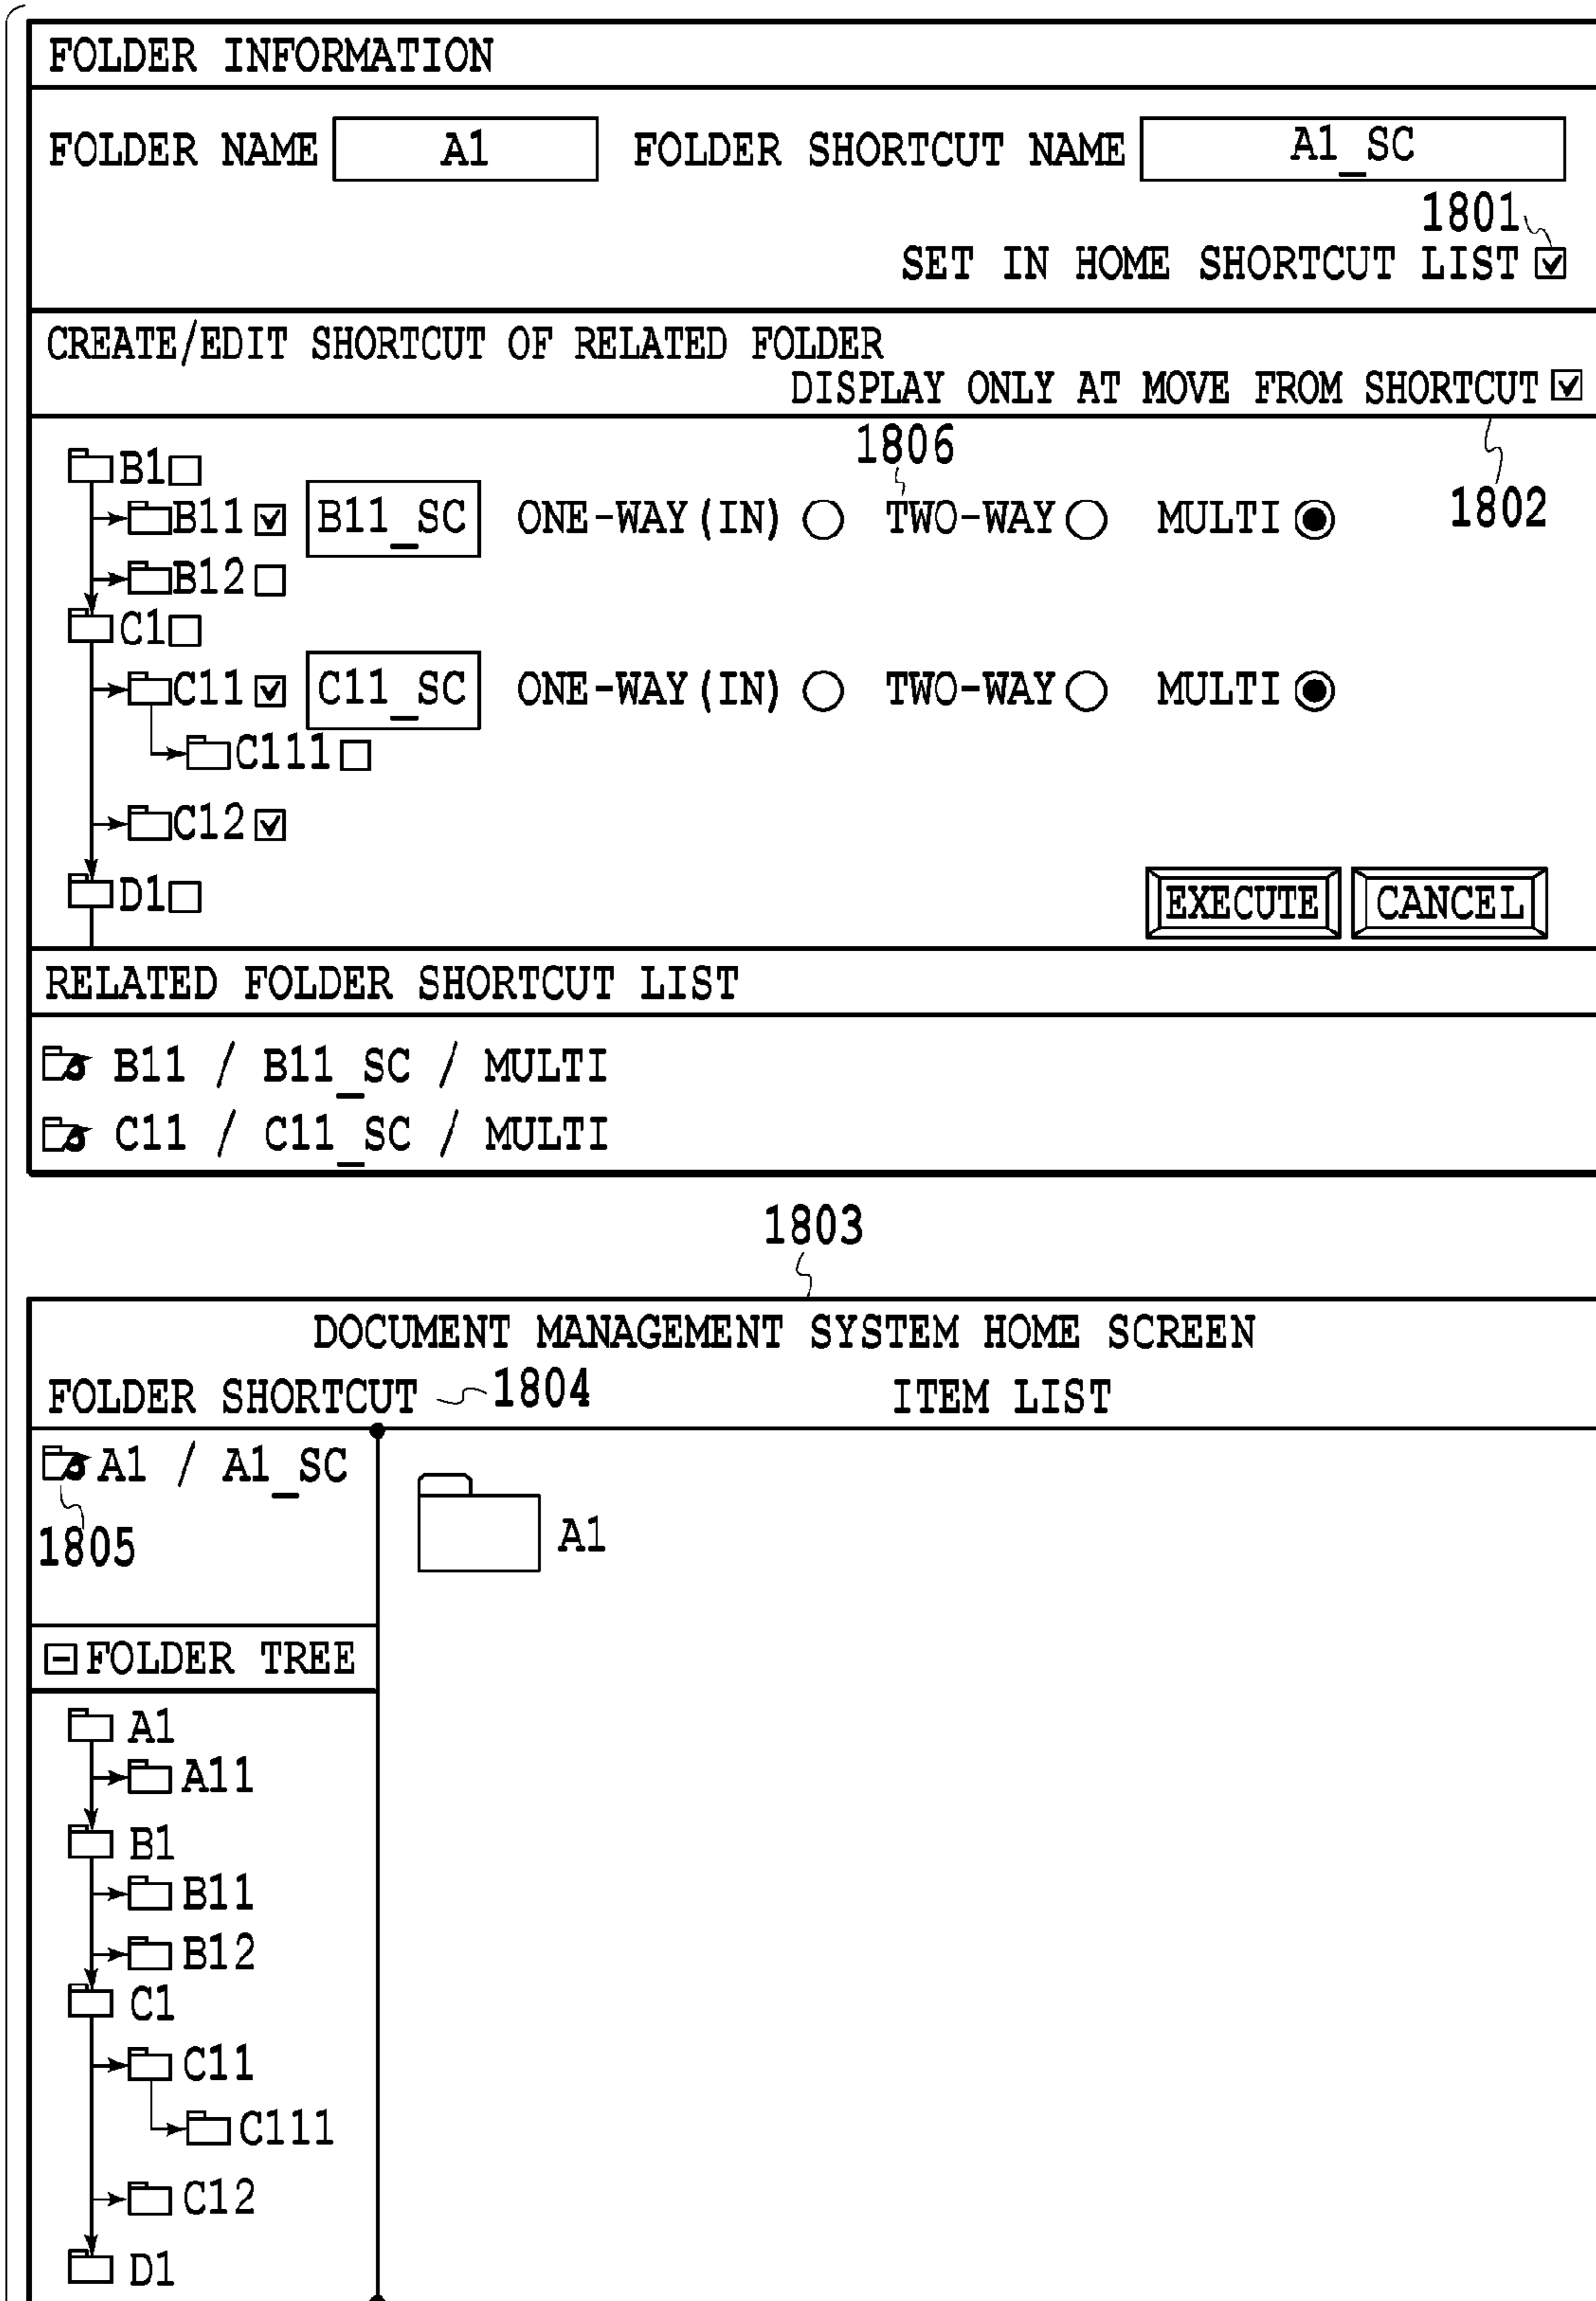 FOLDER INFORMATION
FOLDER NAME A1 FOLDER SHORTCUT NAME A1_SC
1801
SET IN HOME SHORTCUT LIST
CREATE/EDIT SHORTCUT OF RELATED FOLDER
DISPLAY ONLY AT MOVE FROM SHORTCUT
1806
B1
1802
B11 B11_SC ONE-WAY(IN) TWO-WAY MULTI
B12
C1
C11 C11_SC ONE-WAY(IN) TWO-WAY MULTI
C111
C12
D1 EXECUTE CANCEL
RELATED FOLDER SHORTCUT LIST
B11 / B11_SC / MULTI
C11 / C11_SC / MULTI
1803
DOCUMENT MANAGEMENT SYSTEM HOME SCREEN
FOLDER SHORTCUT 1804 ITEM LIST
A1 / A1_SC
1805
A1
FOLDER TREE
A1
A11
B1
B11
B12
C1
C11
C111
C12
D1